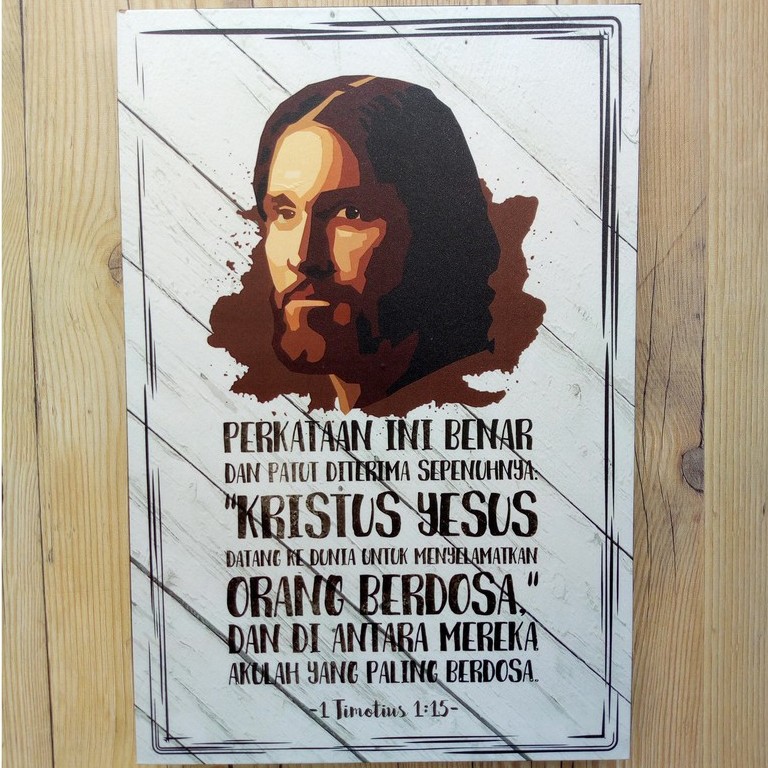 PERKATAAN INI BENAR
DAN PATUT DITERIMA SEPENUHNYA:
"KRISTUS YESUS
DATANG KE DUNIA UNTUK MENYELAMATKAN
ORANG BERDOSA,"
DAN DI ANTARA MEREKA
AKULAH YANG PALING BERDOSA..
-1 Timotius 1:15-